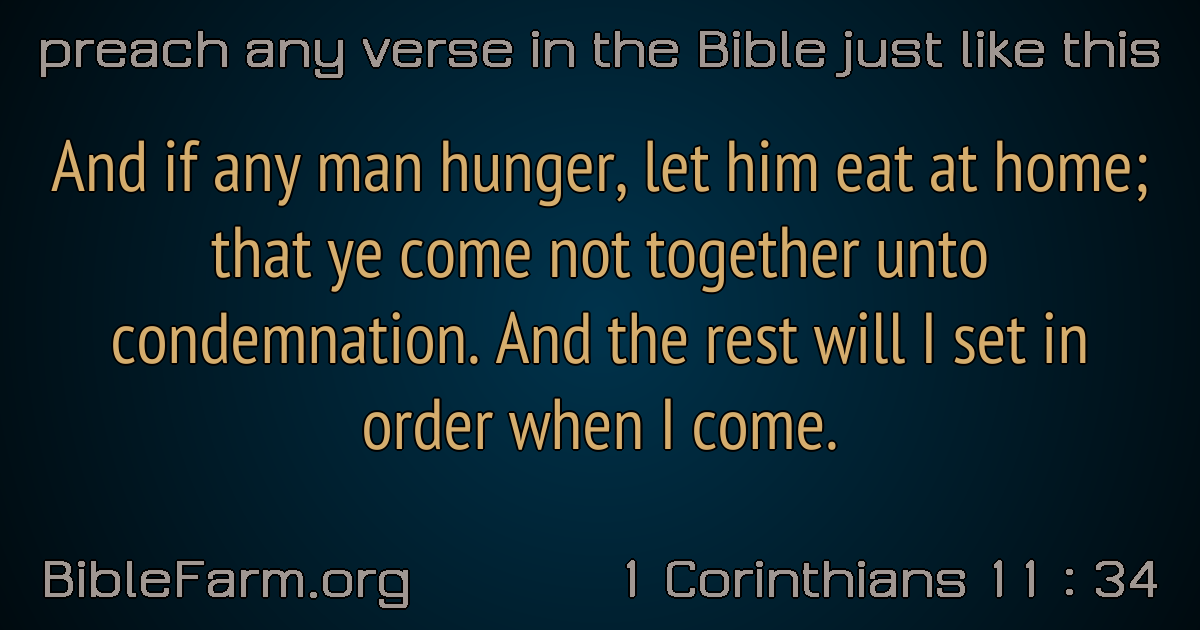 preach any verse in the Bible just like this
And if any man hunger, let him eat at home;
that ye come not together unto
condemnation. And the rest will I set in
order when I come.
BibleFarm.org
1 Corinthians 11 : 34